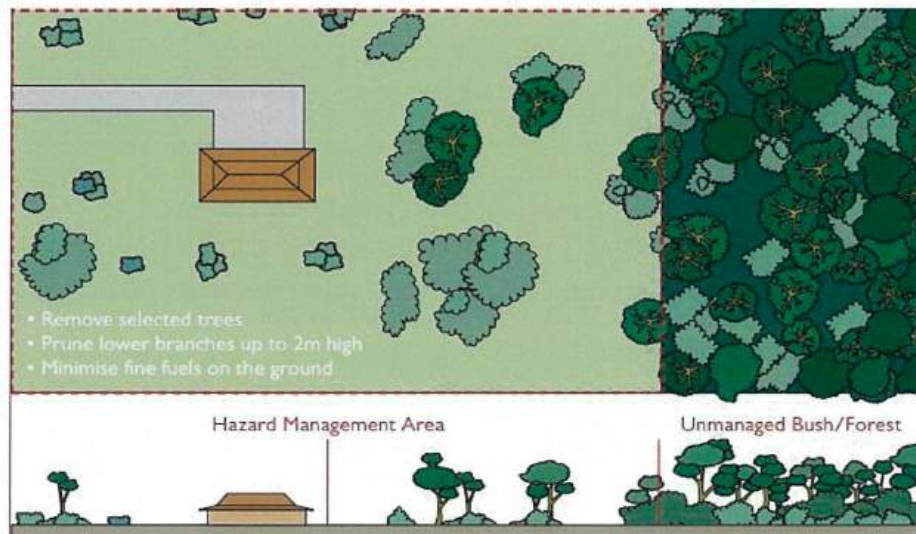 • Remove selected trees
• Prune lower branches up to 2m high
• Minimise fine fuels on the ground
Hazard Management Area
Unmanaged Bush/Forest